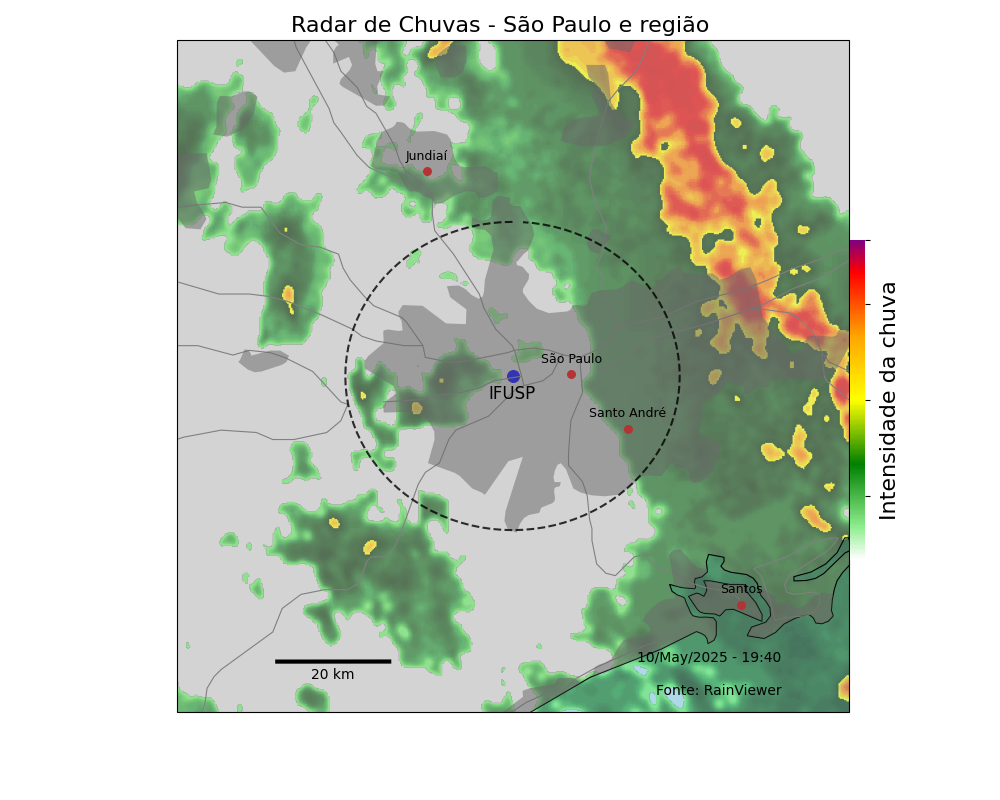 Radar de Chuvas - São Paulo e região
Jundiaí
São Paulo
IFUSP
Santo André
Intensidade da chuva
Santos
10/May/2025 - 19:40
20 km
Fonte: RainViewer